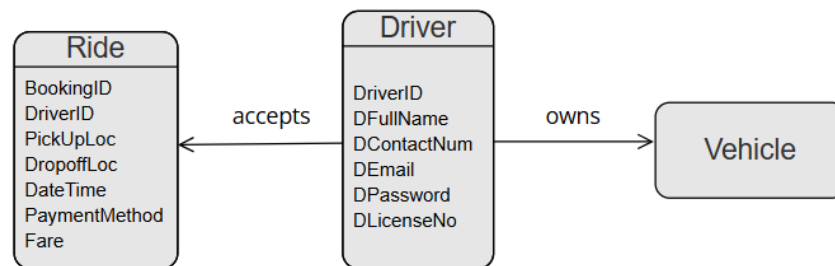 Ride
BookingID
DriverID
PickUpLoc
DropoffLoc
DateTime
PaymentMethod
Fare
accepts
Driver
DriverID
DFullName
DContactNum
DEmail
DPassword
DLicenseNo
owns
Vehicle